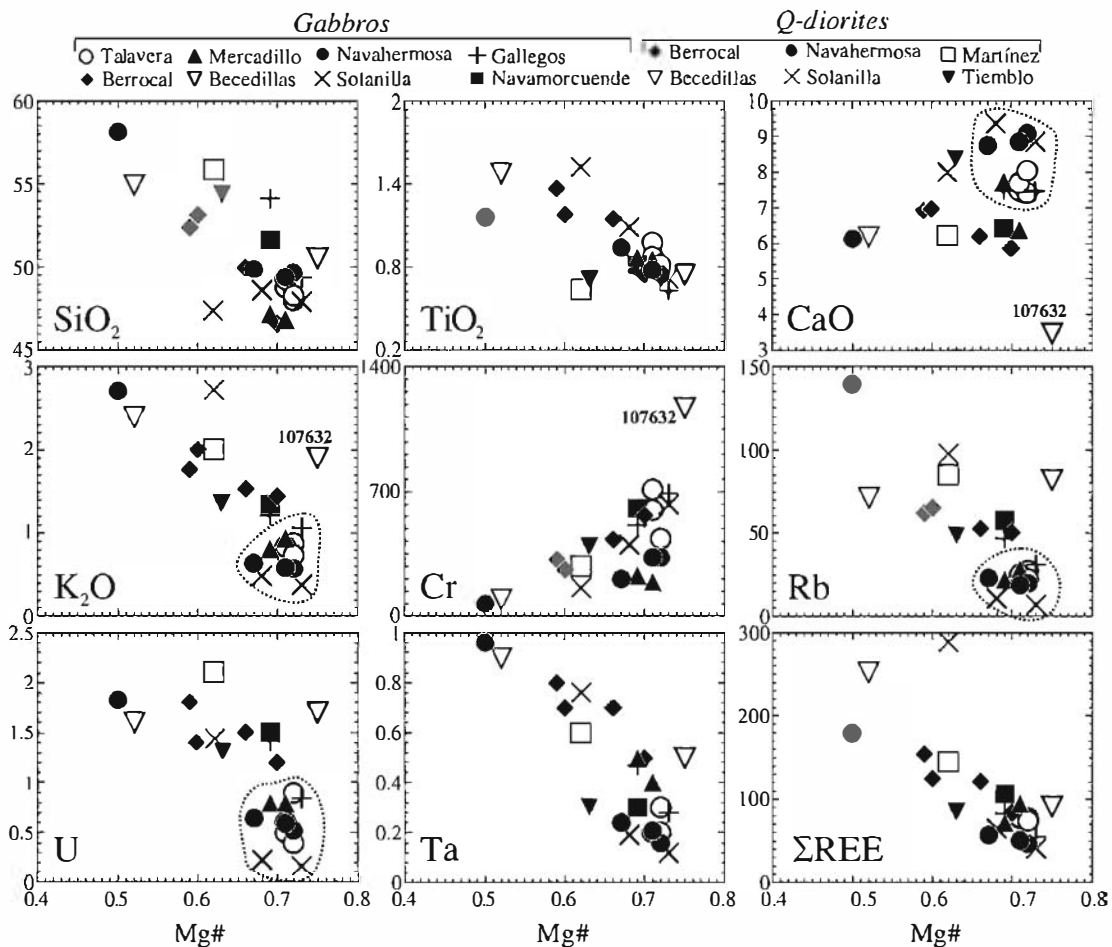 Gabbros Q-diorites
Talavera Mercadillo Navahermosa Gallegos Berrocal Navahermosa Martínez
Berrocal Becedillas Solanilla Navamorcuende Becedillas Solanilla Tiemblo
60 2 10
9
55 1.4 8
7
6
50 0.8 5
107632
4
SiO2 TiO2 CaO
45 0.2 3
3 1400 150
107632
2 107632 100
700
1 50
K2O Cr Rb
0 0 0
2.5 1 300
2 0.8
1.5 0.6 200
1 0.4
100
0.5 0.2
U Ta ΣREE
0 0 0
0.4 0.5 0.6 0.7 0.8 0.4 0.5 0.6 0.7 0.8 0.4 0.5 0.6 0.7 0.8
Mg# Mg# Mg#